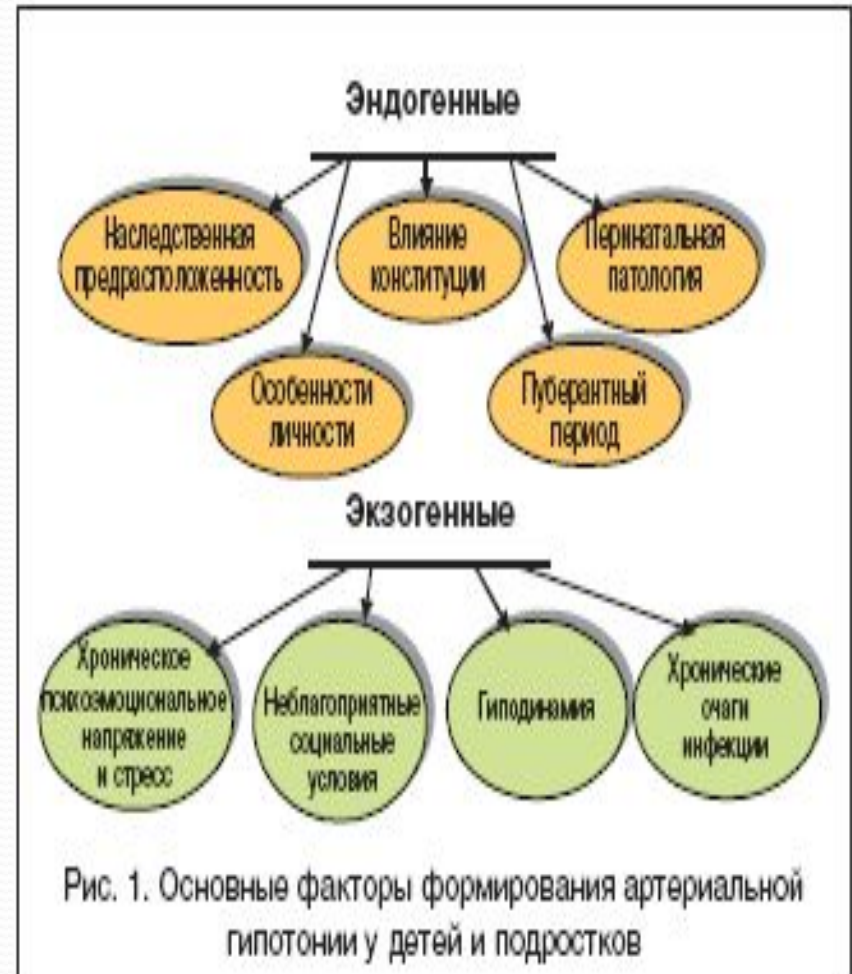 Эндогенные
Наследственная
предрасположенность
Влияние
конституции
Перинатальная
патология
Особенности
личности
Пуберантный
период
Экзогенные
Хроническое
психоэмоциональное
напряжение
и стресс
Неблагоприятные
социальные
условия
Гиподинамия
Хронические
очаги
инфекции
Рис. 1. Основные факторы формирования артериальной
гипотонии у детей и подростков